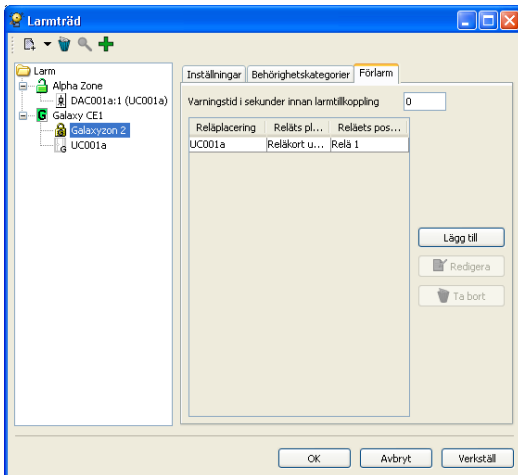 Larmträd
Larm
Alpha Zone
DAC001a:1 (UC001a)
G Galaxy CE1
Galaxyzon 2
G UC001a
Inställningar Behörighetskategorier Förlarm
Varningstid i sekunder innan larmtillkoppling 0
Reläplacering Reläts pl... Reläets pos...
UC001a Reläkort u... Relä 1
Lägg till
Redigera
Ta bort
OK Avbryt Verkställ